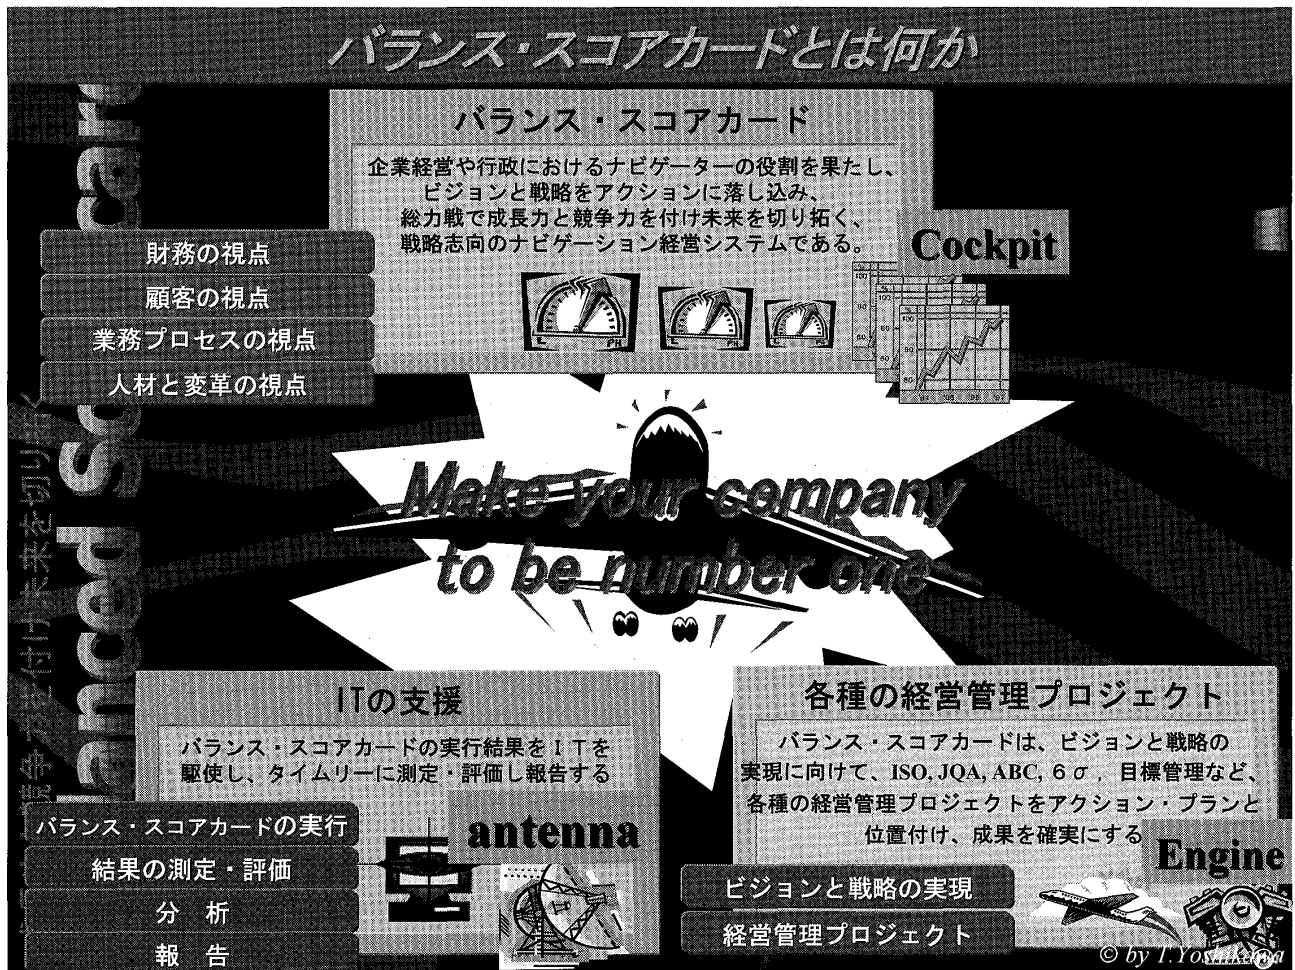 バランス・スコアカードとは何か
バランス・スコアカード
企業経営や行政におけるナビゲーターの役割を果たし、
ビジョンと戦略をアクションに落し込み、
総力戦で成長力と競争力を付け未来を切り拓く、
戦略志向のナビゲーション経営システムである。
Cockpit
財務の視点
顧客の視点
業務プロセスの視点
人材と変革の視点
Make your company
to be number one
ITの支援
バランス・スコアカードの実行結果をＩＴを
駆使し、タイムリーに測定・評価し報告する
antenna
バランス・スコアカードの実行
結果の測定・評価
分　析
報　告
各種の経営管理プロジェクト
バランス・スコアカードは、ビジョンと戦略の
実現に向けて、ISO, JQA, ABC, ６σ，目標管理など、
各種の経営管理プロジェクトをアクション・プランと
位置付け、成果を確実にする
Engine
ビジョンと戦略の実現
経営管理プロジェクト
© by T.Yoshikawa